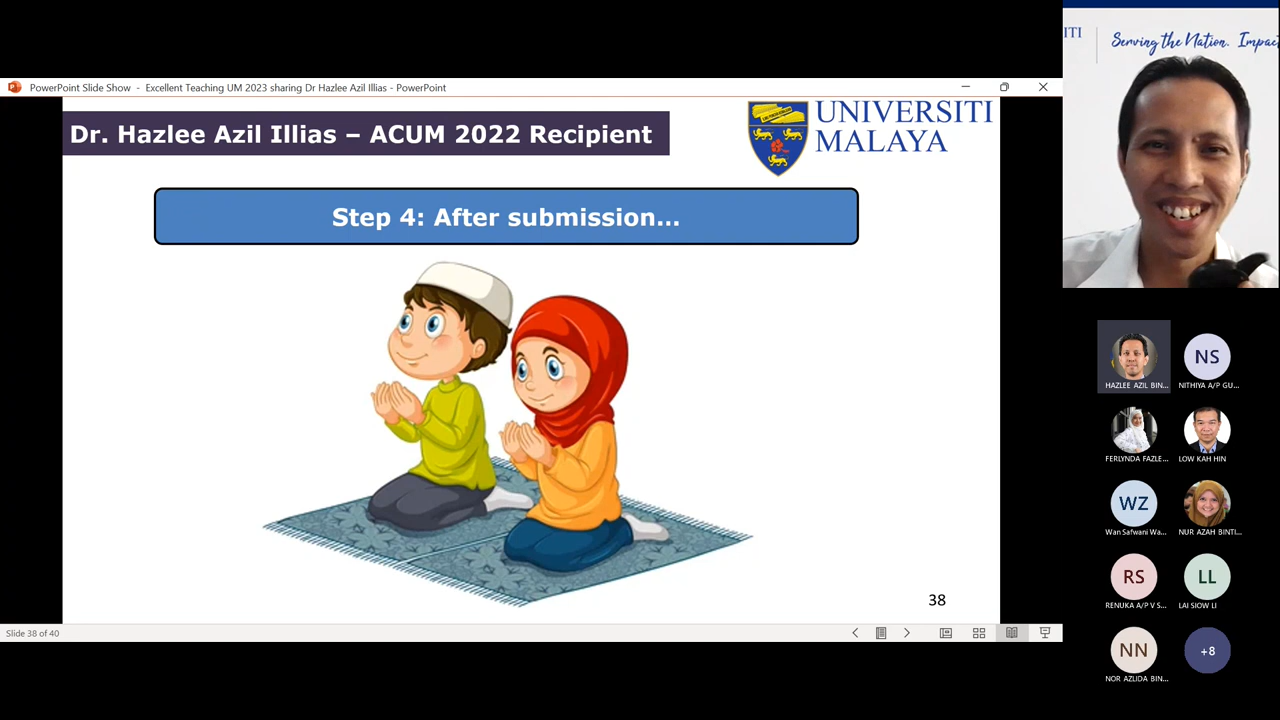 PowerPoint Slide Show - Excellent Teaching UM 2023 sharing Dr Hazlee Azil Illias - PowerPoint
Dr. Hazlee Azil Illias – ACUM 2022 Recipient
UNIVERSITI
MALAYA
Step 4: After submission...
38
Slide 38 of 40
ITI
Serving the Nation. Impac
HAZLEE AZIL BIN...
NS
NITHIYA A/P GU...
FERLYNDA FAZLE...
LOW KAH HIN
WZ
Wan Safwani Wa...
NUR AZAH BINTI...
RS
RENUKA A/P V S...
LL
LAI SIOW LI
NN
NOR AZLIDA BIN...
+8